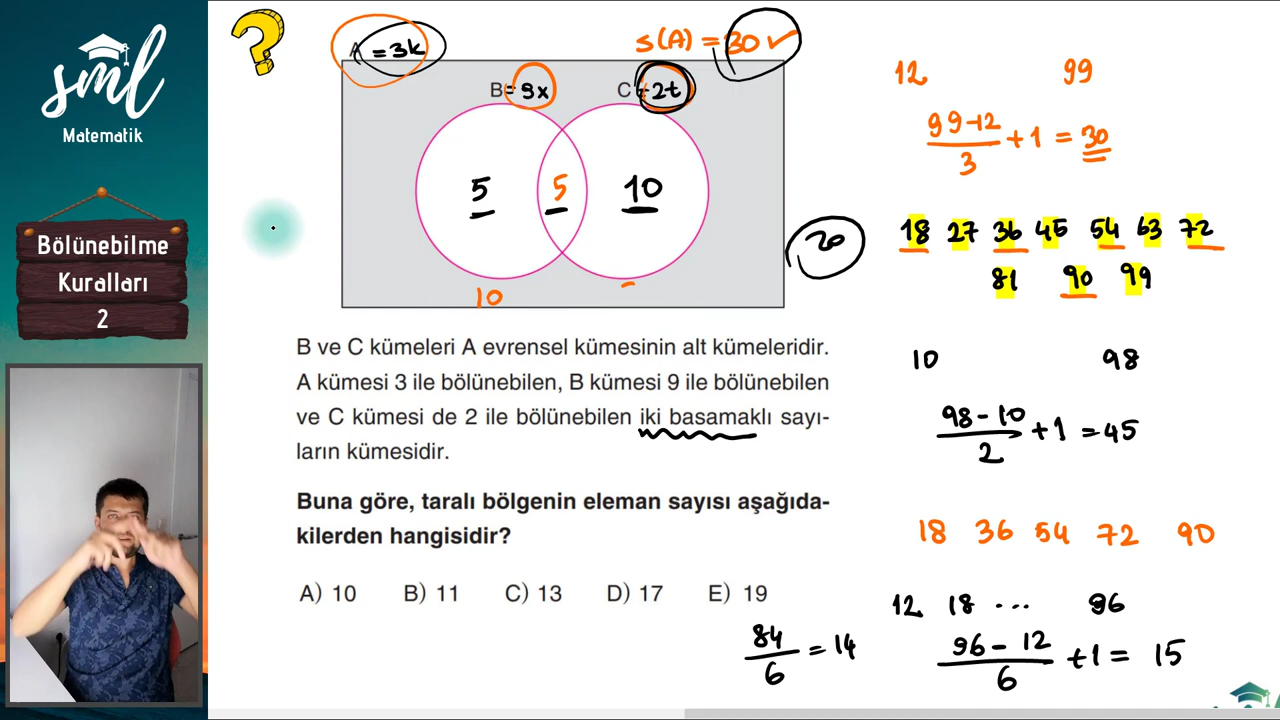 sml
Matematik
Bölünebilme
Kuralları
2
A = 3k
s(A) = 30 ✓
B = 9x
C = 2t
5
5
10
20
10
B ve C kümeleri A evrensel kümesinin alt kümeleridir.
A kümesi 3 ile bölünebilen, B kümesi 9 ile bölünebilen
ve C kümesi de 2 ile bölünebilen iki basamaklı sayı-
ların kümesidir.
Buna göre, taralı bölgenin eleman sayısı aşağıda-
kilerden hangisidir?
A) 10 B) 11 C) 13 D) 17 E) 19
84/6 = 14
12 99
(99-12)/3 + 1 = 30
18 27 36 45 54 63 72
81 90 99
10 98
(98 - 10)/2 + 1 = 45
18 36 54 72 90
12 18 ... 96
(96 - 12)/6 + 1 = 15